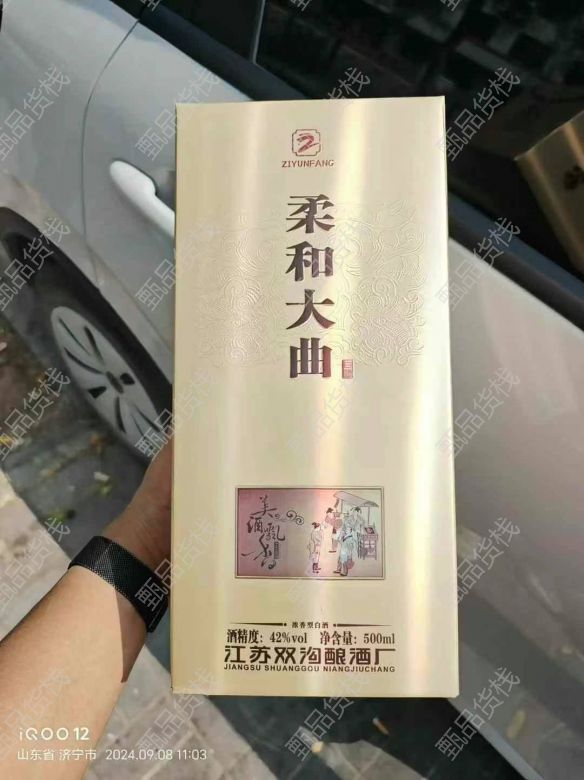 ZIYUNFANG
柔和大曲
美酒飘香
浓香型白酒
酒精度：42%vol 净含量：500ml
江苏双沟酿酒厂
JIANGSU SHUANGGOU NIANGJIUCHANG
iQOO 12
山东省 济宁市 2024.09.08 11:03
甄品货栈